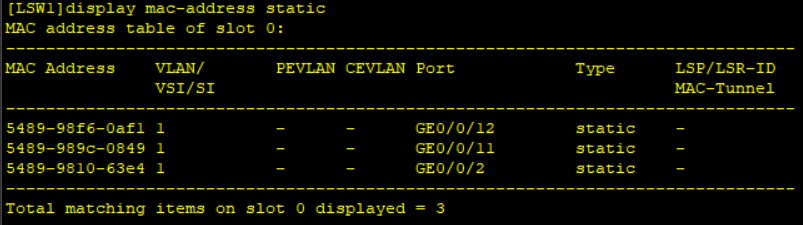 [LSW1]display mac-address static
MAC address table of slot 0:
-------------------------------------------------------------------------------
MAC Address    VLAN/       PEVLAN CEVLAN Port            Type      LSP/LSR-ID
               VSI/SI                                              MAC-Tunnel
-------------------------------------------------------------------------------
5489-98f6-0af1 1           -      -      GE0/0/12        static    -
5489-989c-0849 1           -      -      GE0/0/11        static    -
5489-9810-63e4 1           -      -      GE0/0/2         static    -
-------------------------------------------------------------------------------
Total matching items on slot 0 displayed = 3